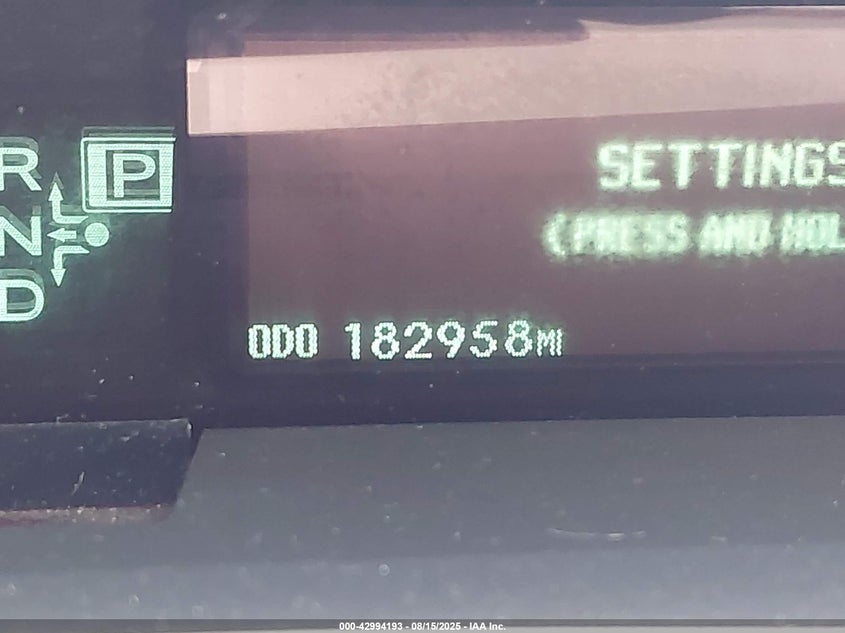 R P
N
D
SETTINGS
(PRESS AND HOL
ODO 182958MI
000-42994193 - 08/15/2025 - IAA Inc.